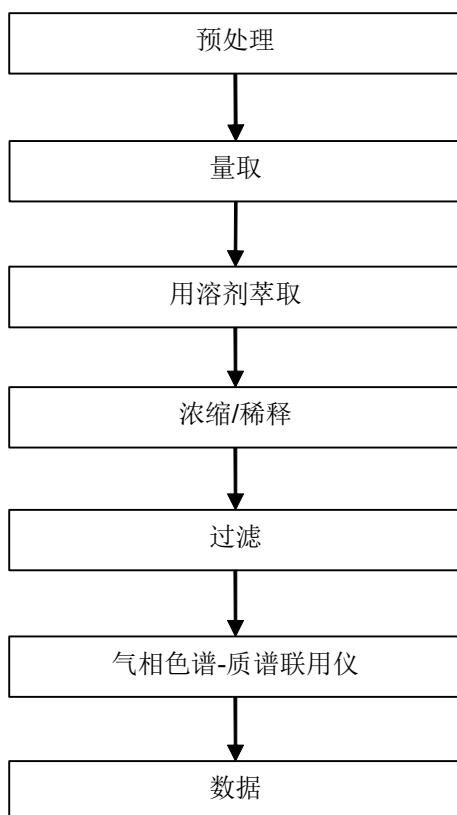 预处理
量取
用溶剂萃取
浓缩/稀释
过滤
气相色谱-质谱联用仪
数据